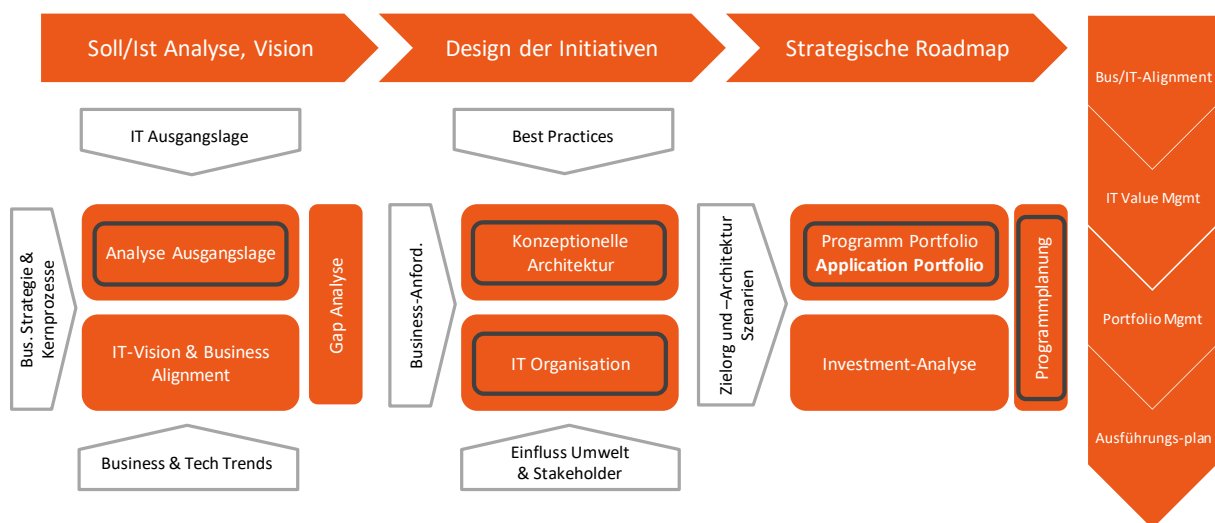 Soll/Ist Analyse, Vision
Design der Initiativen
Strategische Roadmap
IT Ausgangslage
Best Practices
Bus. Strategie &
Kernprozesse
Analyse Ausgangslage
IT-Vision & Business
Alignment
Gap Analyse
Business & Tech Trends
Business-Anford.
Konzeptionelle
Architektur
IT Organisation
Einfluss Umwelt
& Stakeholder
Zielorg und –Architektur
Szenarien
Programm Portfolio
Application Portfolio
Investment-Analyse
Programmplanung
Bus/IT-Alignment
IT Value Mgmt
Portfolio Mgmt
Ausführungs-plan